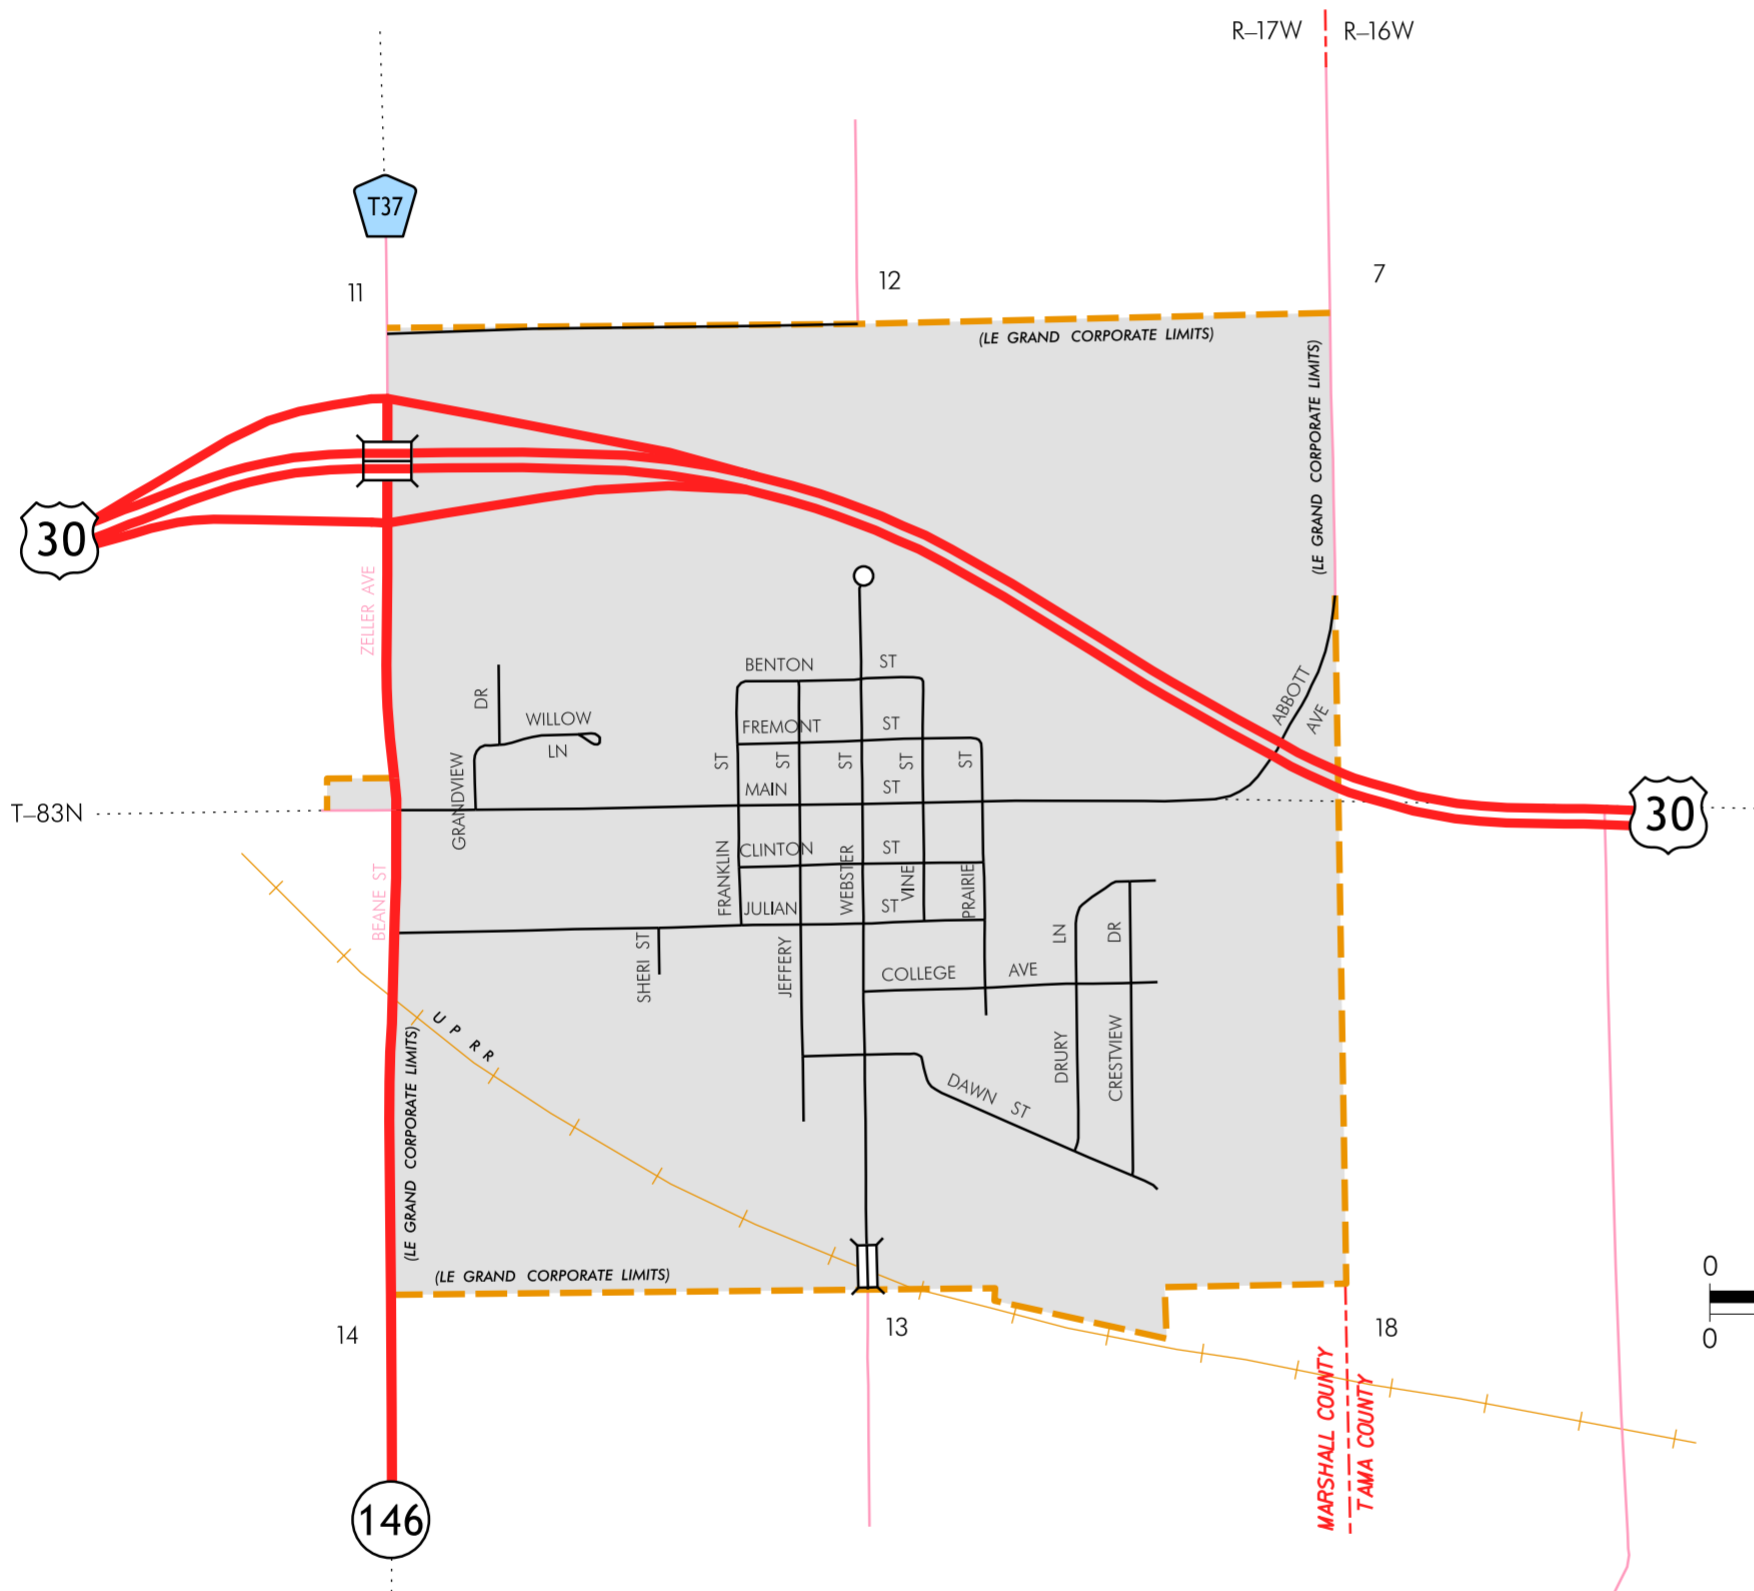 R–17W
R–16W
T37
11
12
7
(LE GRAND CORPORATE LIMITS)
(LE GRAND CORPORATE LIMITS)
30
ZELLER AVE
BENTON ST
DR
WILLOW
LN
GRANDVIEW
FREMONT ST
ST
ST
ST
ST
ST
ABBOTT
AVE
MAIN ST
T–83N
30
CLINTON ST
FRANKLIN
WEBSTER
VINE
PRAIRIE
BEANE ST
JULIAN ST
SHERI ST
JEFFERY
LN
DR
COLLEGE AVE
U P RR
DRURY
CRESTVIEW
DAWN ST
(LE GRAND CORPORATE LIMITS)
(LE GRAND CORPORATE LIMITS)
0
0
14
13
18
MARSHALL COUNTY
TAMA COUNTY
146